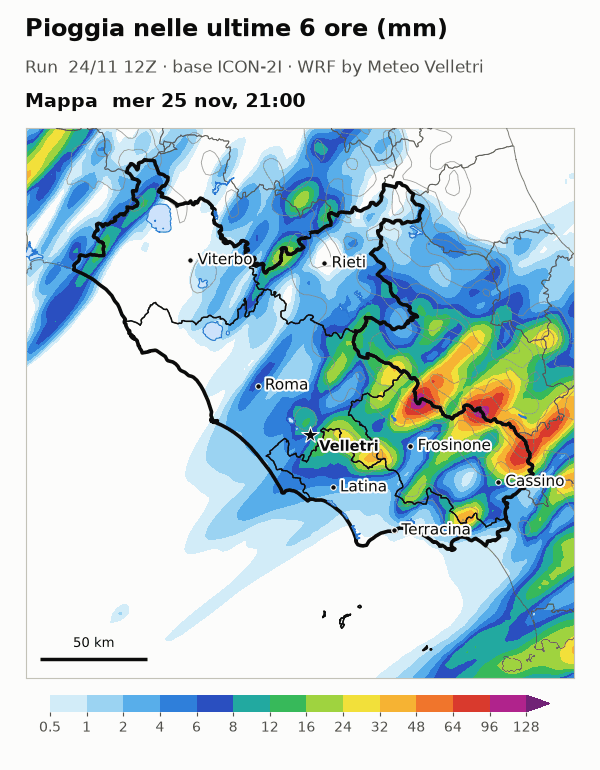 Pioggia nelle ultime 6 ore (mm)
Run  24/11 12Z · base ICON-2I · WRF by Meteo Velletri
Mappa  mer 25 nov, 21:00
Viterbo
Rieti
Roma
Velletri
Frosinone
Latina
Cassino
Terracina
50 km
0.5 1 2 4 6 8 12 16 24 32 48 64 96 128